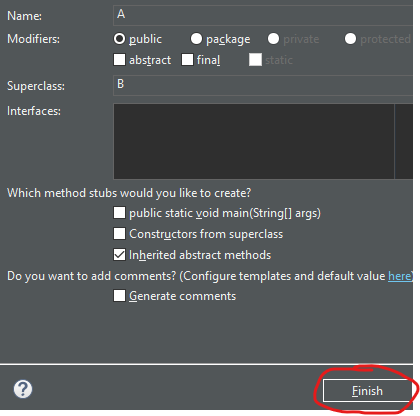 Name: A
Modifiers: public package private protected
abstract final static
Superclass: B
Interfaces:
Which method stubs would you like to create?
public static void main(String[] args)
Constructors from superclass
Inherited abstract methods
Do you want to add comments? (Configure templates and default value here)
Generate comments
? Finish